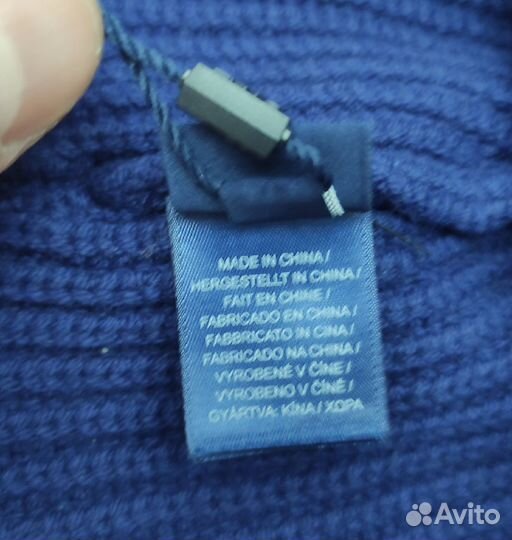 MADE IN CHINA /
HERGESTELLT IN CHINA /
FAIT EN CHINE /
FABRICADO EN CHINA /
FABBRICATO IN CINA /
FABRICADO NA CHINA /
VYROBENÉ V ČÍNE /
VYROBENO V ČÍNĚ /
GYÁRTVA: KÍNA / ΧΩΡΑ
Avito